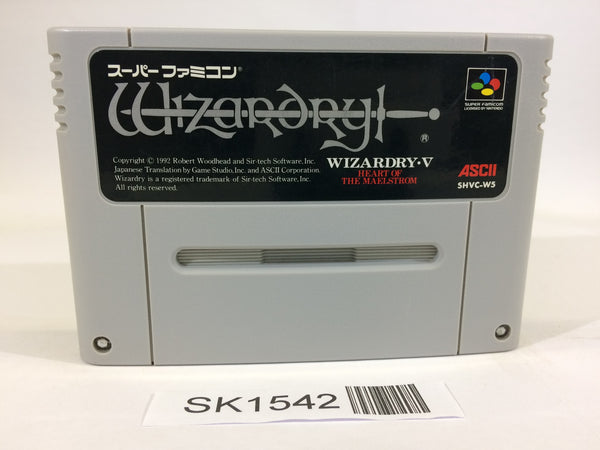 スーパーファミコン®
Wizardry
®
SUPER FAMICOM
LICENSED BY NINTENDO
Copyright © 1992 Robert Woodhead and Sir-tech Software, Inc.
Japanese Translation by Game Studio, Inc. and ASCII Corporation.
Wizardry is a registered trademark of Sir-tech Software, Inc.
All rights reserved.
WIZARDRY·V
HEART OF
THE MAELSTROM
ASCII
SHVC-W5
SK1542